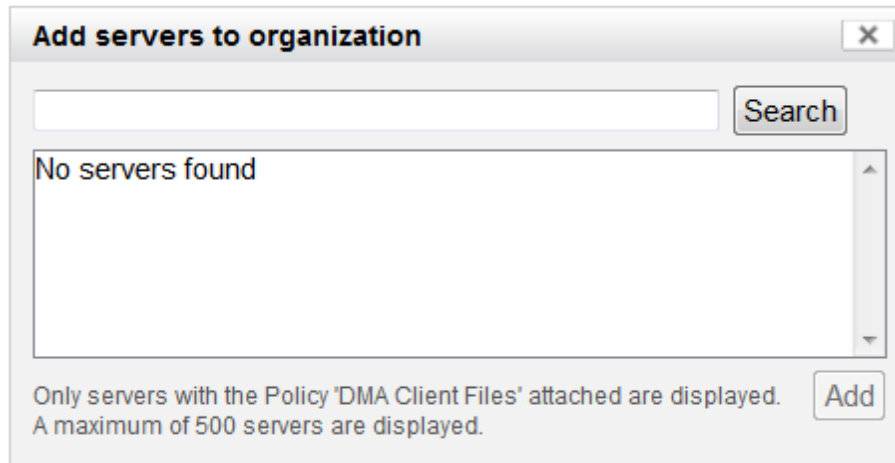 Add servers to organization
Search
No servers found
Only servers with the Policy 'DMA Client Files' attached are displayed.
A maximum of 500 servers are displayed.
Add